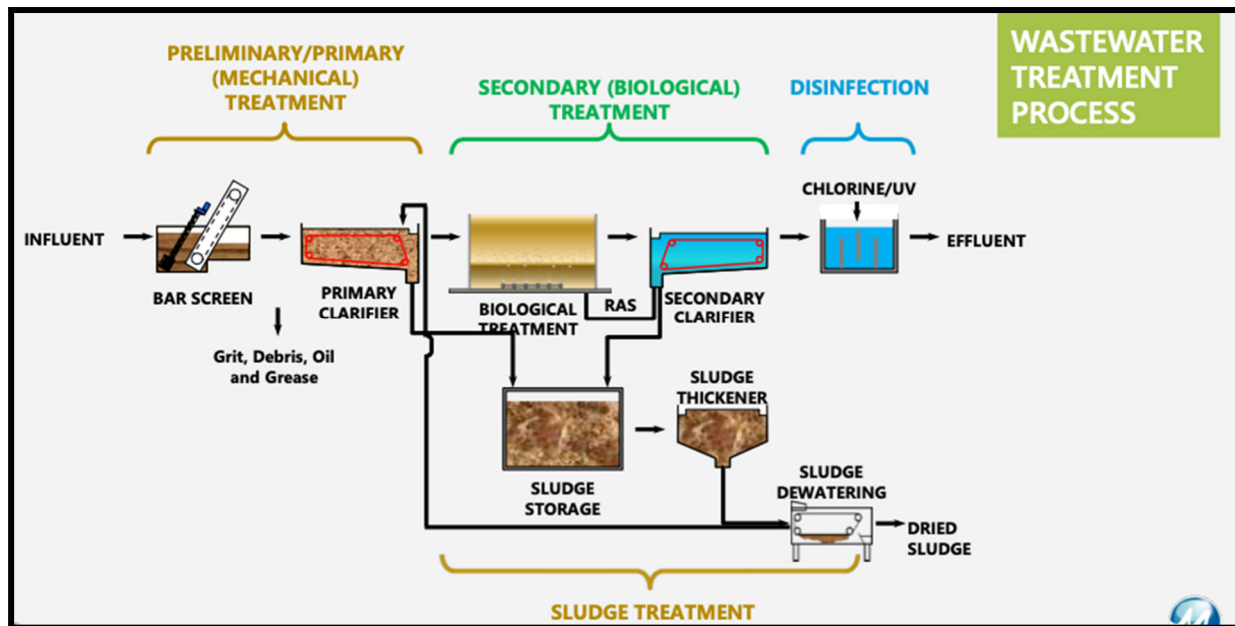 WASTEWATER
TREATMENT
PROCESS
PRELIMINARY/PRIMARY
(MECHANICAL)
TREATMENT
SECONDARY (BIOLOGICAL)
TREATMENT
DISINFECTION
CHLORINE/UV
INFLUENT
EFFLUENT
BAR SCREEN
PRIMARY
CLARIFIER
BIOLOGICAL
TREATMENT
RAS
SECONDARY
CLARIFIER
Grit, Debris, Oil
and Grease
SLUDGE
THICKENER
SLUDGE
STORAGE
SLUDGE
DEWATERING
DRIED
SLUDGE
SLUDGE TREATMENT
M